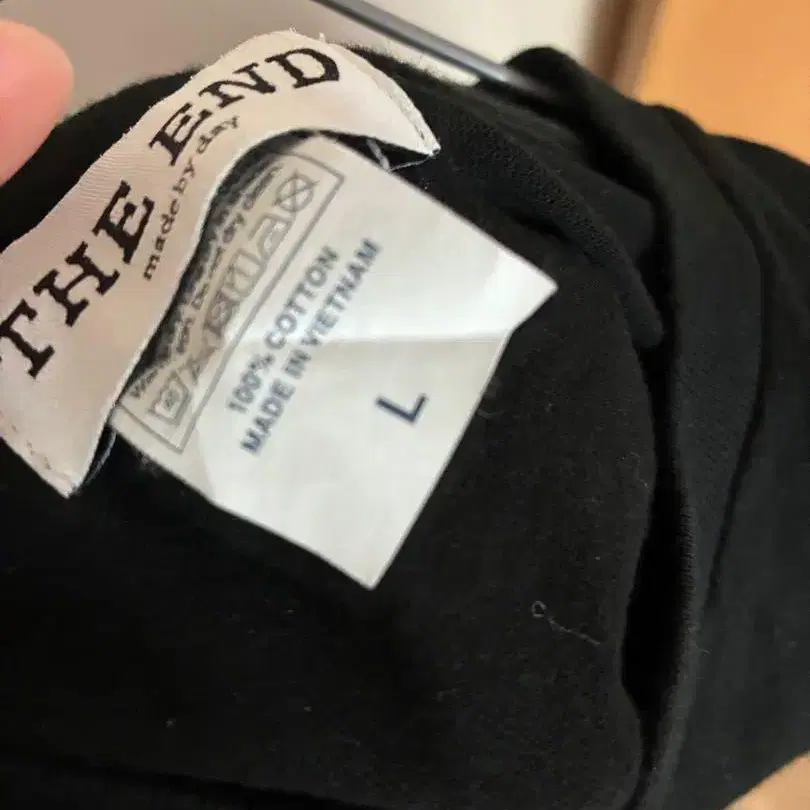 THE END
made by day
100% COTTON
MADE IN VIETNAM
L